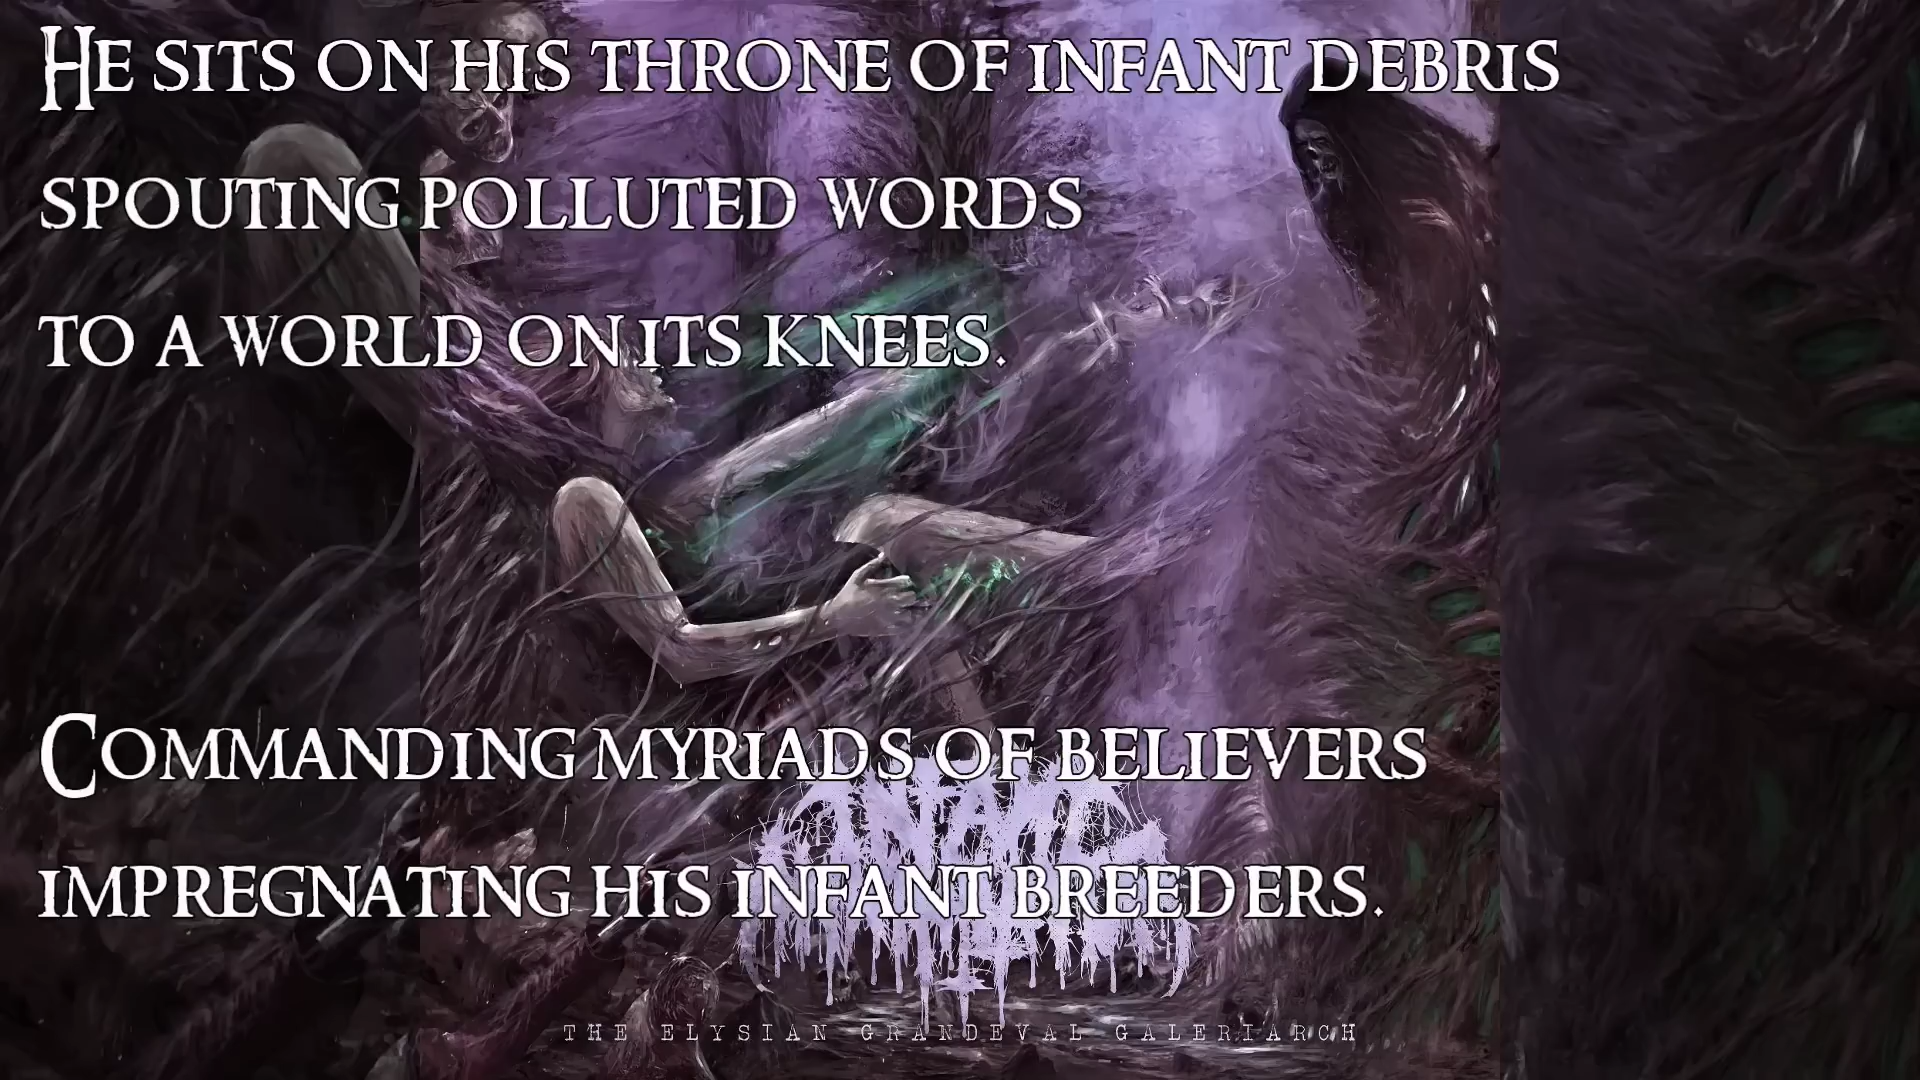 He sits on his throne of infant debris
spouting polluted words
to a world on its knees.
Commanding myriads of believers
impregnating his infant breeders.
THE ELYSIAN GRANDEVAL GALERIARCH